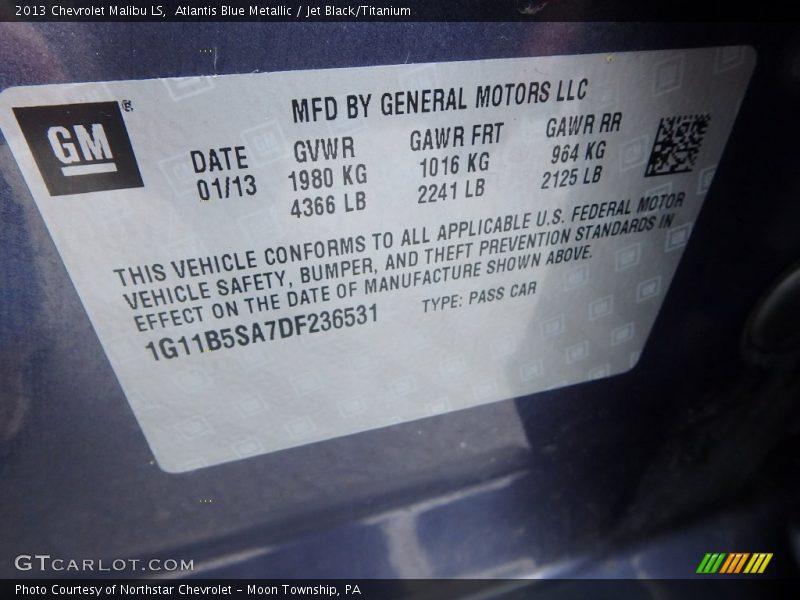 2013 Chevrolet Malibu LS, Atlantis Blue Metallic / Jet Black/Titanium
GM®
MFD BY GENERAL MOTORS LLC
DATE GVWR GAWR FRT GAWR RR
01/13 1980 KG 1016 KG 964 KG
4366 LB 2241 LB 2125 LB
THIS VEHICLE CONFORMS TO ALL APPLICABLE U.S. FEDERAL MOTOR
VEHICLE SAFETY, BUMPER, AND THEFT PREVENTION STANDARDS IN
EFFECT ON THE DATE OF MANUFACTURE SHOWN ABOVE.
1G11B5SA7DF236531 TYPE: PASS CAR
GTCARLOT.COM
Photo Courtesy of Northstar Chevrolet - Moon Township, PA